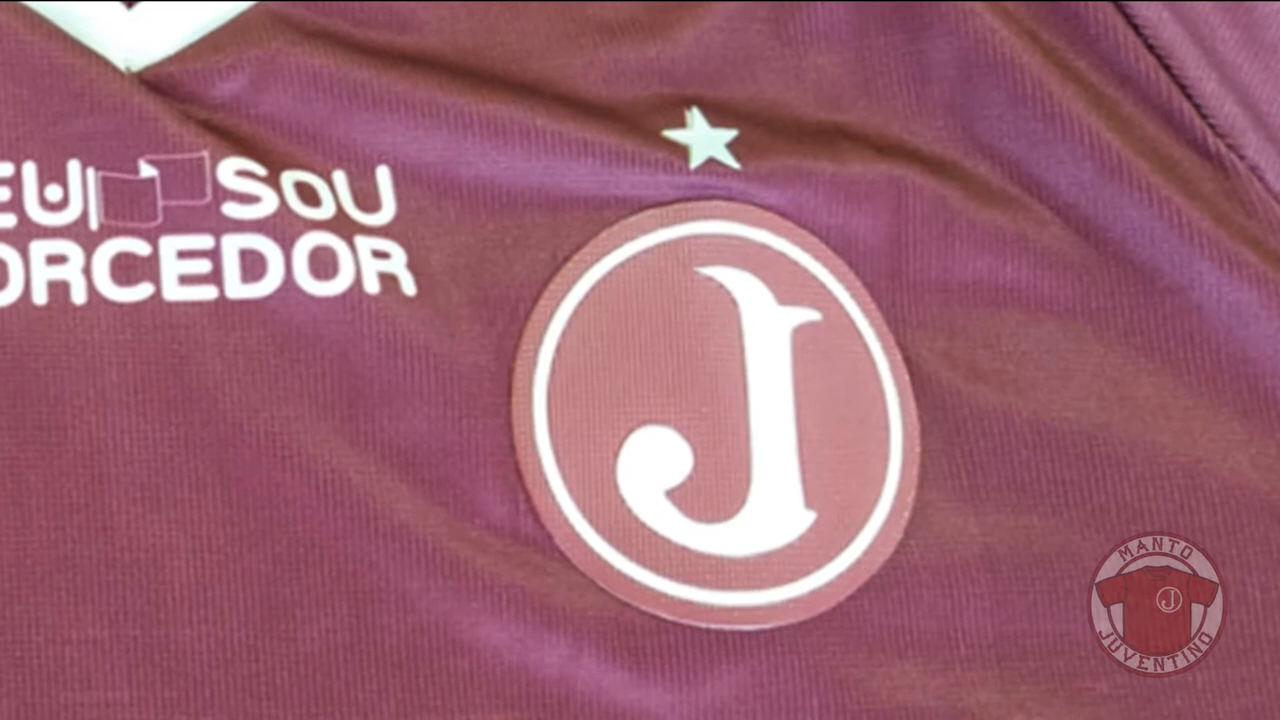 EU SOU
ORCEDOR
J
MANTO
J
JUVENTINO